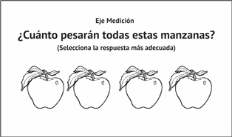 Eje Medición
¿Cuánto pesarán todas estas manzanas?
(Selecciona la respuesta más adecuada)